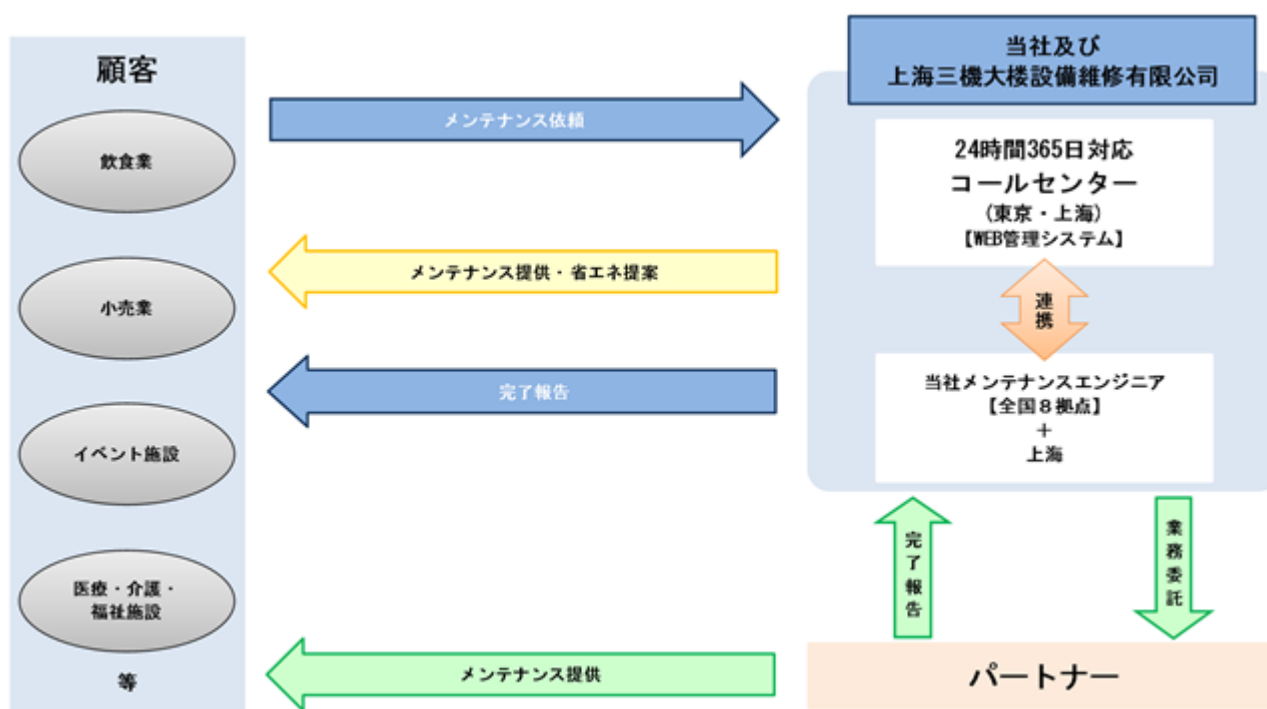 顧客
飲食業
小売業
イベント施設
医療・介護・
福祉施設
等
メンテナンス依頼
メンテナンス提供・省エネ提案
完了報告
メンテナンス提供
当社及び
上海三機大楼設備維修有限公司
24時間365日対応
コールセンター
(東京・上海)
【WEB管理システム】
連携
当社メンテナンスエンジニア
【全国8拠点】
+
上海
完了報告
業務委託
パートナー